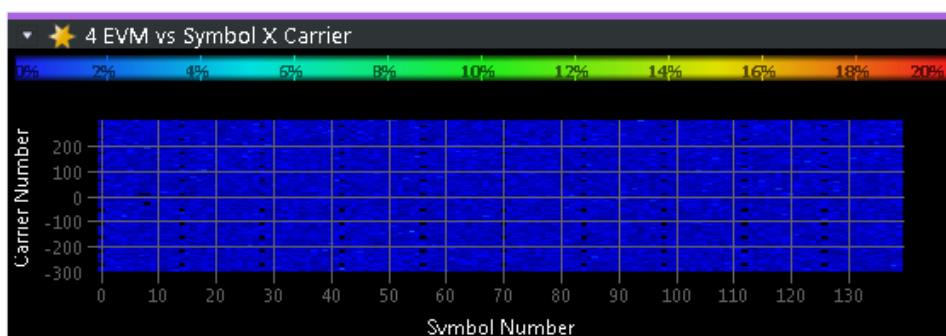 4 EVM vs Symbol X Carrier
0% 2% 4% 6% 8% 10% 12% 14% 16% 18% 20%
Carrier Number
200
100
0
-100
-200
-300
0 10 20 30 40 50 60 70 80 90 100 110 120 130
Symbol Number